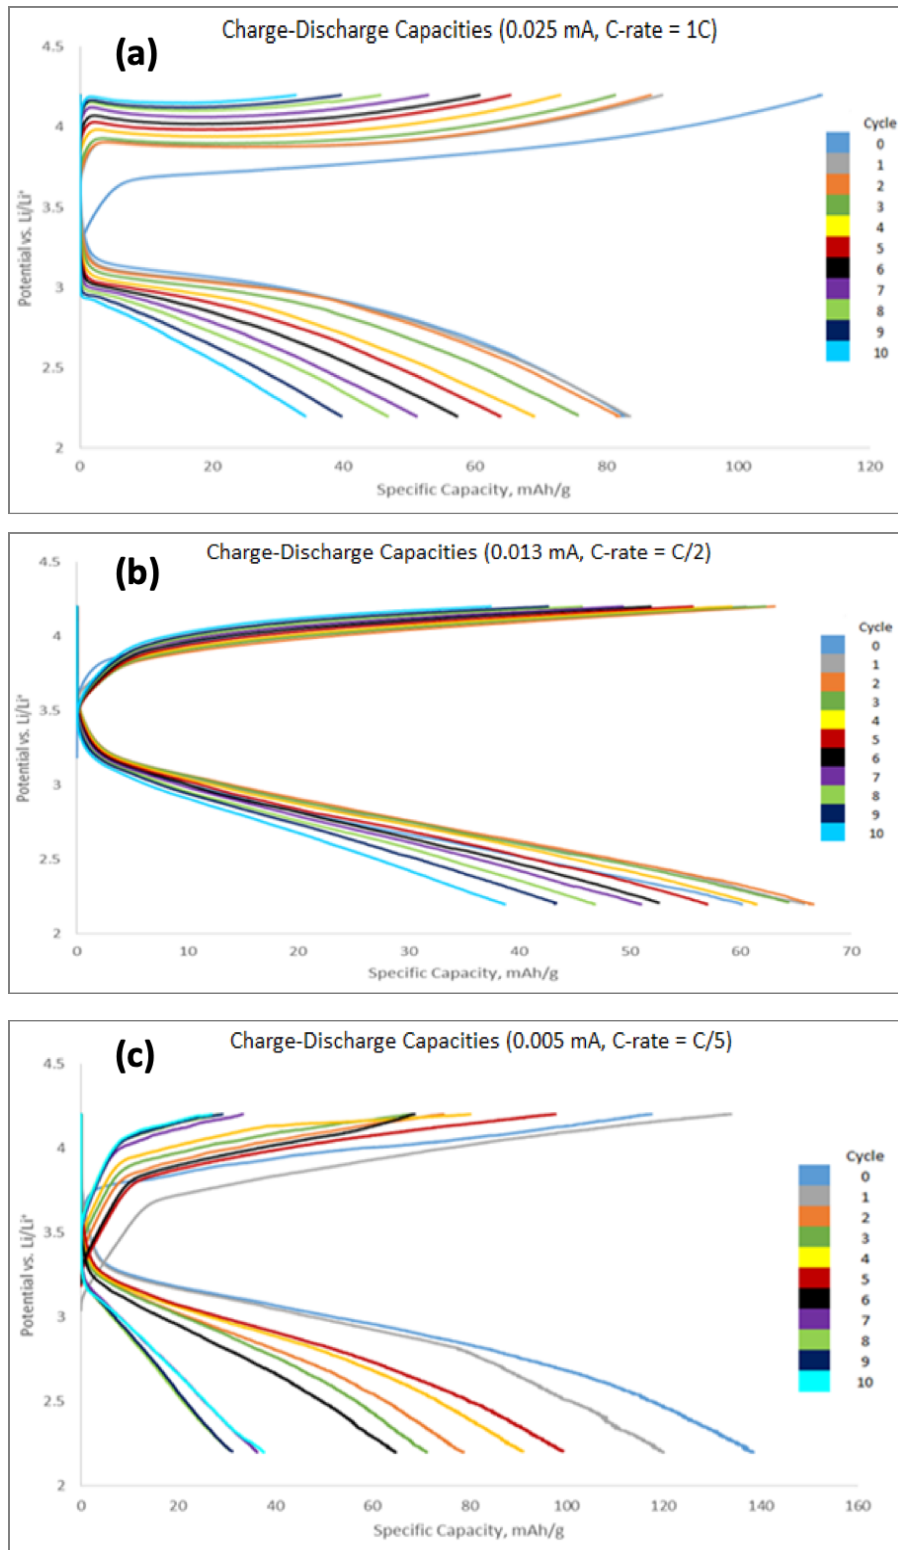 (a)
Charge-Discharge Capacities (0.025 mA, C-rate = 1C)
4.5
4
3.5
3
2.5
2
Potential vs. Li/Li⁺
0 20 40 60 80 100 120
Specific Capacity, mAh/g
Cycle
0
1
2
3
4
5
6
7
8
9
10
(b)
Charge-Discharge Capacities (0.013 mA, C-rate = C/2)
4.5
4
3.5
3
2.5
2
Potential vs. Li/Li⁺
0 10 20 30 40 50 60 70
Specific Capacity, mAh/g
Cycle
0
1
2
3
4
5
6
7
8
9
10
(c)
Charge-Discharge Capacities (0.005 mA, C-rate = C/5)
4.5
4
3.5
3
2.5
2
Potential vs. Li/Li⁺
0 20 40 60 80 100 120 140 160
Specific Capacity, mAh/g
Cycle
0
1
2
3
4
5
6
7
8
9
10